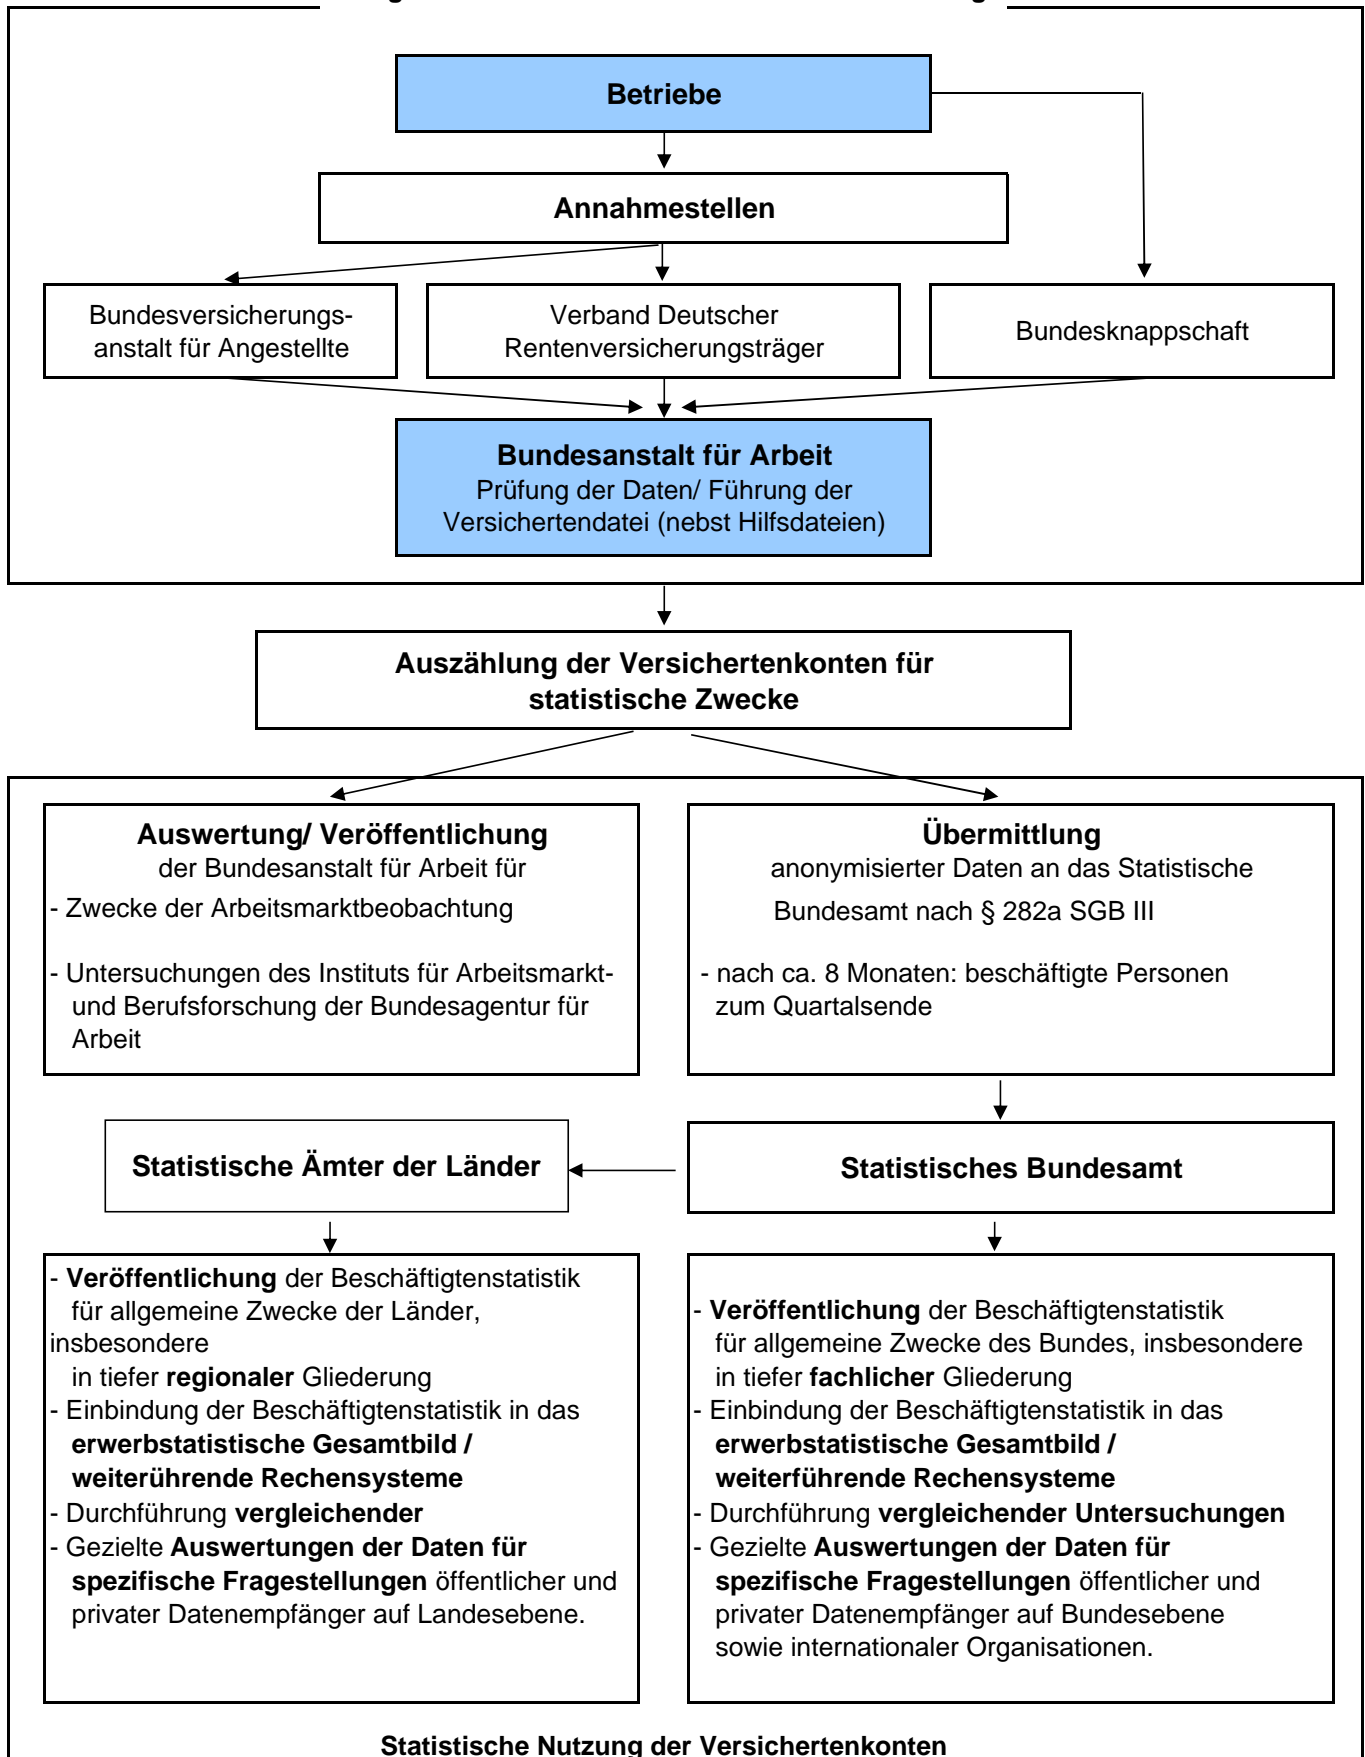 Betriebe
Annahmestellen
Bundesversicherungs-
anstalt für Angestellte
Verband Deutscher
Rentenversicherungsträger
Bundesknappschaft
Bundesanstalt für Arbeit
Prüfung der Daten/ Führung der
Versichertendatei (nebst Hilfsdateien)
Auszählung der Versichertenkonten für
statistische Zwecke
Auswertung/ Veröffentlichung
der Bundesanstalt für Arbeit für
- Zwecke der Arbeitsmarktbeobachtung
- Untersuchungen des Instituts für Arbeitsmarkt-
und Berufsforschung der Bundesagentur für
Arbeit
Übermittlung
anonymisierter Daten an das Statistische
Bundesamt nach § 282a SGB III
- nach ca. 8 Monaten: beschäftigte Personen
zum Quartalsende
Statistische Ämter der Länder
Statistisches Bundesamt
- Veröffentlichung der Beschäftigtenstatistik
für allgemeine Zwecke der Länder,
insbesondere
in tiefer regionaler Gliederung
- Einbindung der Beschäftigtenstatistik in das
erwerbstatistische Gesamtbild /
weiterührende Rechensysteme
- Durchführung vergleichender
- Gezielte Auswertungen der Daten für
spezifische Fragestellungen öffentlicher und
privater Datenempfänger auf Landesebene.
- Veröffentlichung der Beschäftigtenstatistik
für allgemeine Zwecke des Bundes, insbesondere
in tiefer fachlicher Gliederung
- Einbindung der Beschäftigtenstatistik in das
erwerbstatistische Gesamtbild /
weiterführende Rechensysteme
- Durchführung vergleichender Untersuchungen
- Gezielte Auswertungen der Daten für
spezifische Fragestellungen öffentlicher und
privater Datenempfänger auf Bundesebene
sowie internationaler Organisationen.
Statistische Nutzung der Versichertenkonten